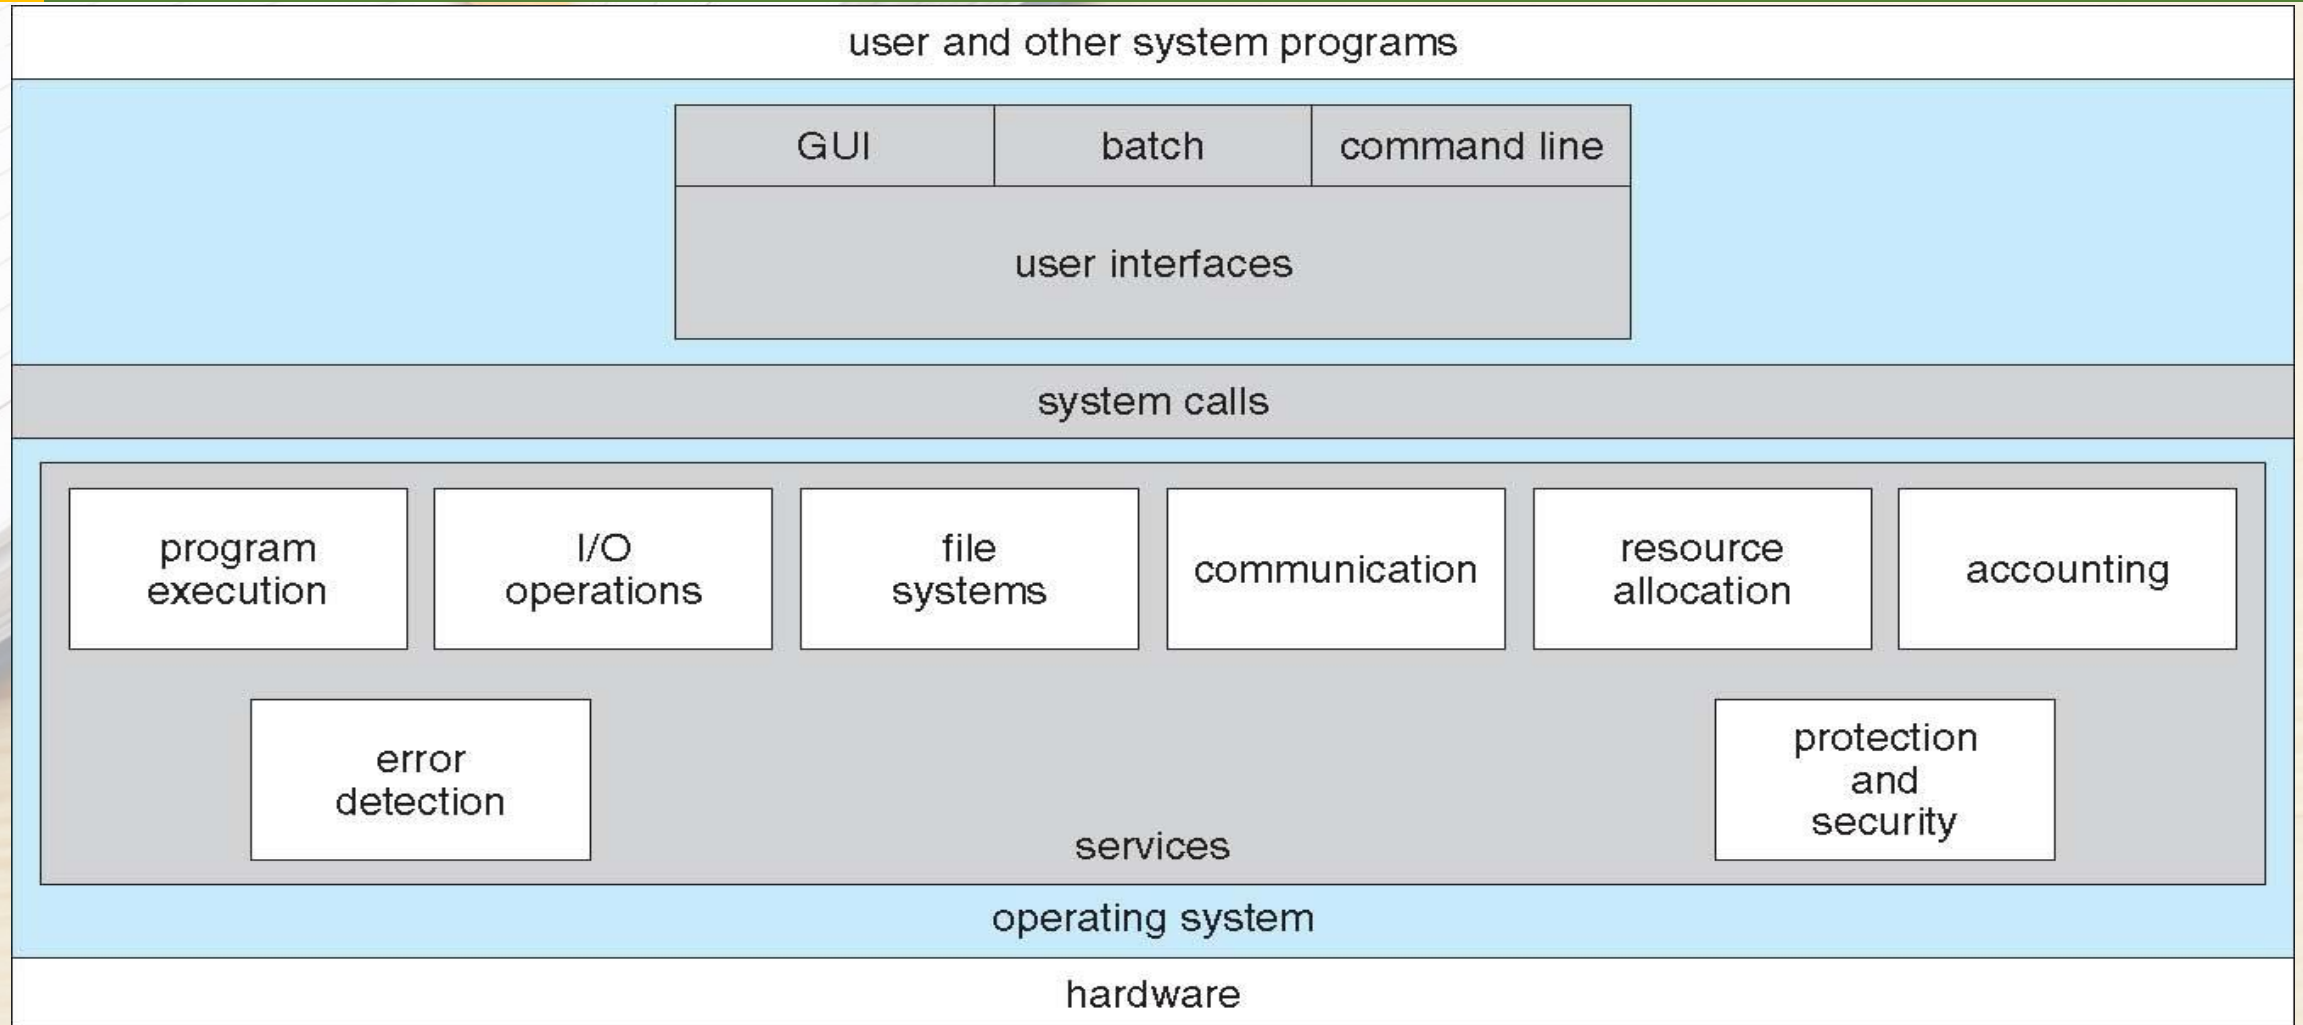 user and other system programs
GUI
batch
command line
user interfaces
system calls
program
execution
I/O
operations
file
systems
communication
resource
allocation
accounting
error
detection
protection
and
security
services
operating system
hardware